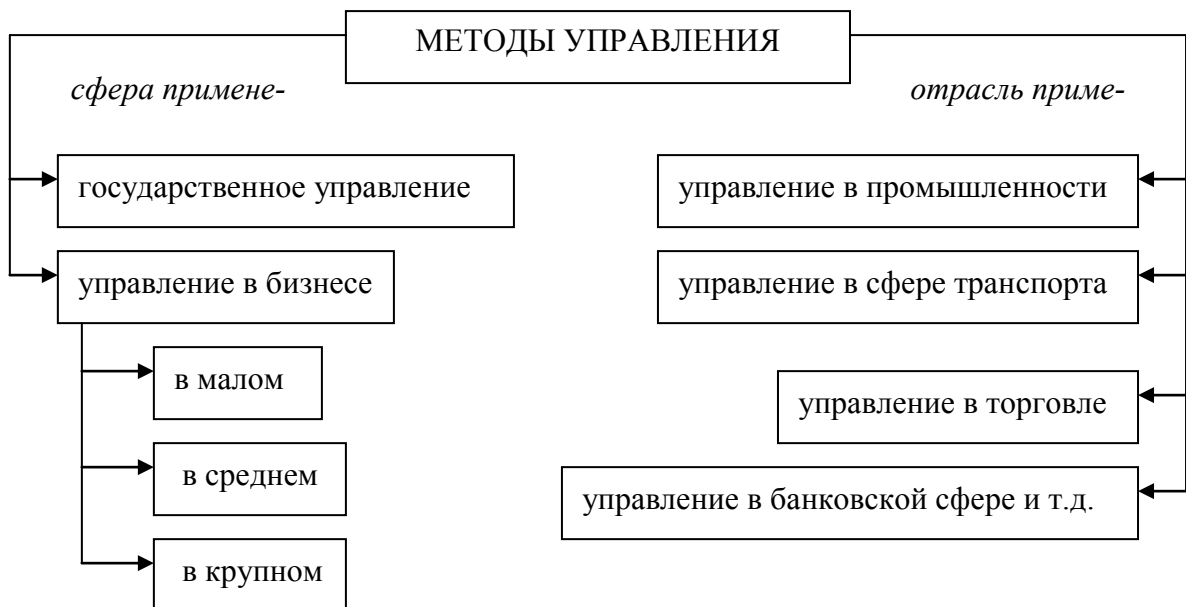 МЕТОДЫ УПРАВЛЕНИЯ
сфера примене-
отрасль приме-
государственное управление
управление в промышленности
управление в бизнесе
управление в сфере транспорта
в малом
управление в торговле
в среднем
управление в банковской сфере и т.д.
в крупном